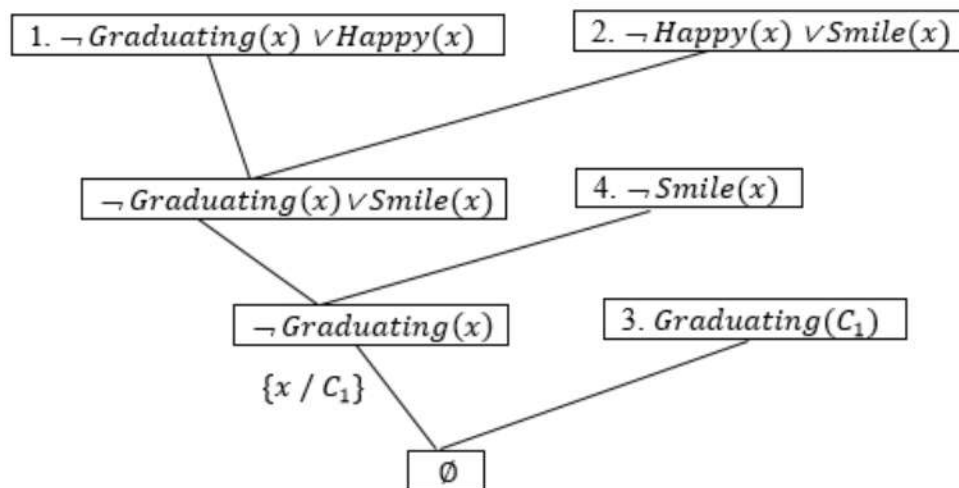 1. ¬ Graduating(x) ∨Happy(x)
2. ¬ Happy(x) ∨Smile(x)
¬ Graduating(x)∨Smile(x)
4. ¬ Smile(x)
¬ Graduating(x)
3. Graduating(C₁)
{x / C₁}
∅